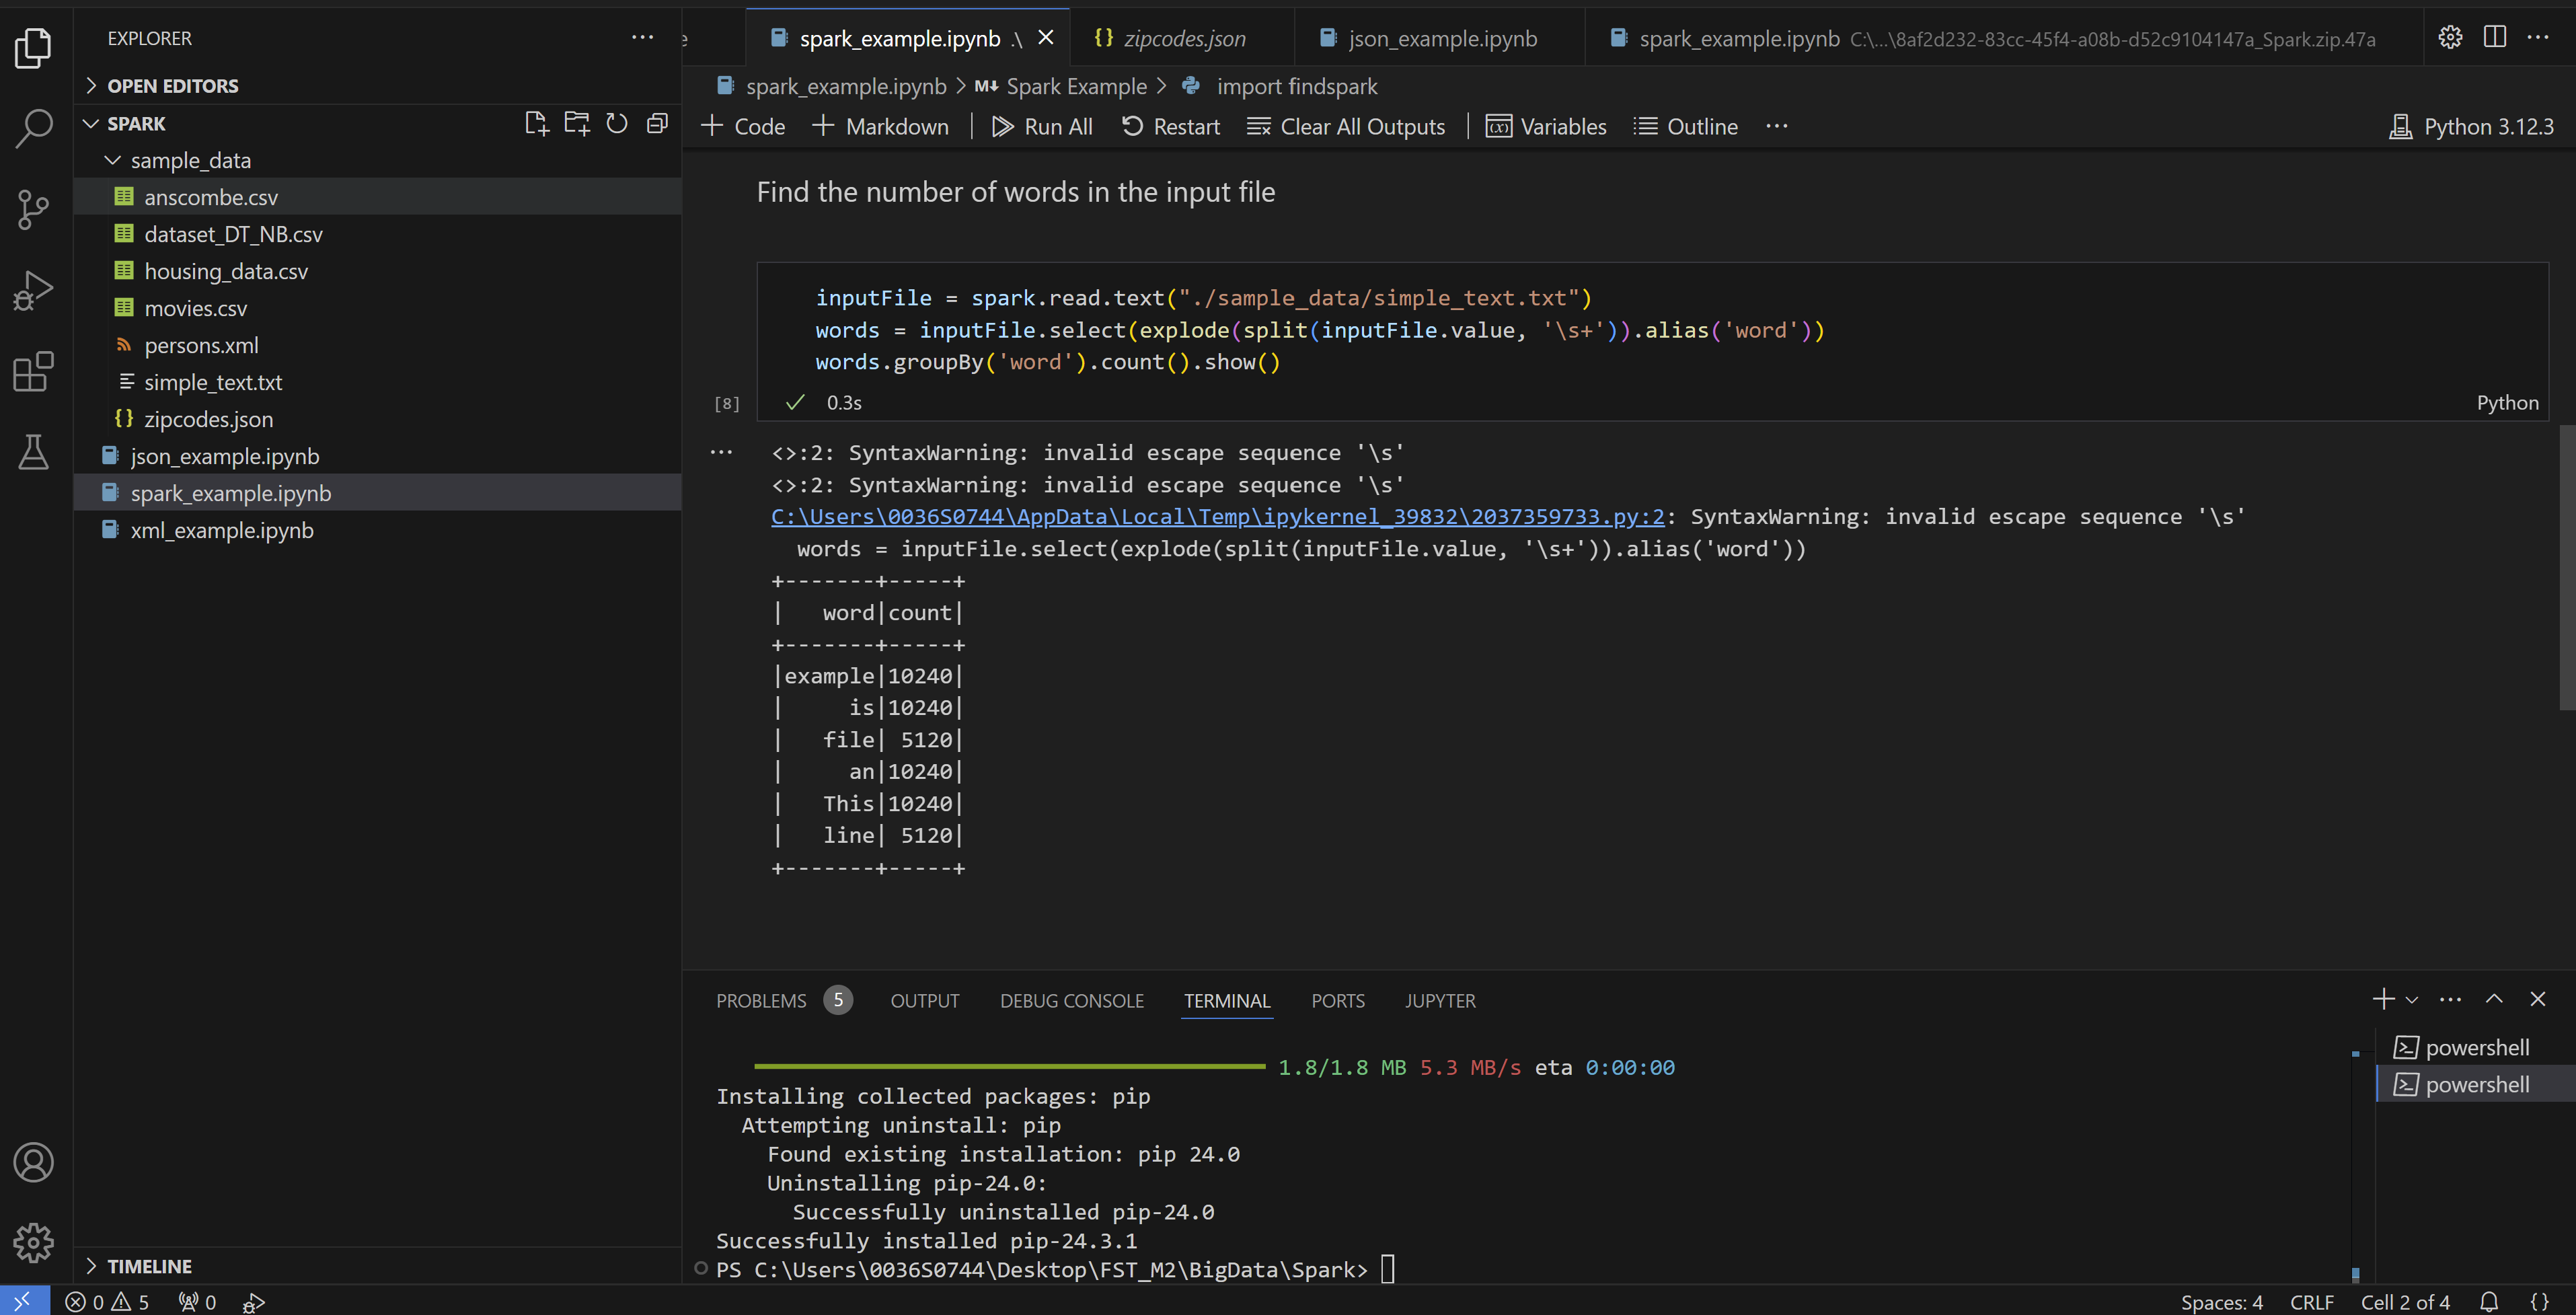 EXPLORER
OPEN EDITORS
SPARK
sample_data
anscombe.csv
dataset_DT_NB.csv
housing_data.csv
movies.csv
persons.xml
simple_text.txt
zipcodes.json
json_example.ipynb
spark_example.ipynb
xml_example.ipynb
TIMELINE
e spark_example.ipynb .\ zipcodes.json json_example.ipynb spark_example.ipynb C:\...\8af2d232-83cc-45f4-a08b-d52c9104147a_Spark.zip.47a
spark_example.ipynb > M↓ Spark Example > import findspark
+ Code + Markdown | Run All Restart Clear All Outputs | Variables Outline ... Python 3.12.3
Find the number of words in the input file
inputFile = spark.read.text("./sample_data/simple_text.txt")
words = inputFile.select(explode(split(inputFile.value, '\s+')).alias('word'))
words.groupBy('word').count().show()
[8] ✓ 0.3s Python
... <>:2: SyntaxWarning: invalid escape sequence '\s'
<>:2: SyntaxWarning: invalid escape sequence '\s'
C:\Users\0036S0744\AppData\Local\Temp\ipykernel_39832\2037359733.py:2: SyntaxWarning: invalid escape sequence '\s'
words = inputFile.select(explode(split(inputFile.value, '\s+')).alias('word'))
+-------+-----+
|   word|count|
+-------+-----+
|example|10240|
|     is|10240|
|   file| 5120|
|     an|10240|
|   This|10240|
|   line| 5120|
+-------+-----+
PROBLEMS 5 OUTPUT DEBUG CONSOLE TERMINAL PORTS JUPYTER
1.8/1.8 MB 5.3 MB/s eta 0:00:00
Installing collected packages: pip
Attempting uninstall: pip
Found existing installation: pip 24.0
Uninstalling pip-24.0:
Successfully uninstalled pip-24.0
Successfully installed pip-24.3.1
PS C:\Users\0036S0744\Desktop\FST_M2\BigData\Spark>
powershell
powershell
0 5 0 Spaces: 4 CRLF Cell 2 of 4 {}